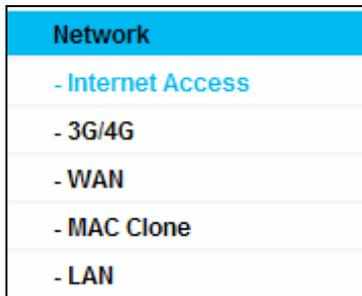 Network
- Internet Access
- 3G/4G
- WAN
- MAC Clone
- LAN